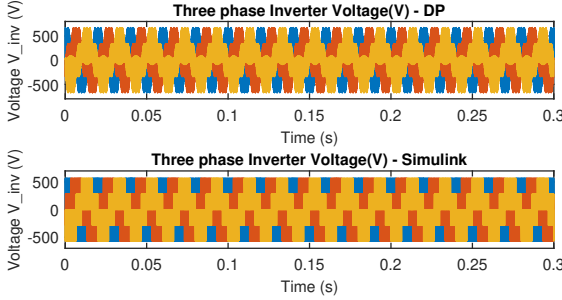 Three phase Inverter Voltage(V) - DP
Voltage V_inv (V)
500
0
-500
0 0.05 0.1 0.15 0.2 0.25 0.3
Time (s)
Three phase Inverter Voltage(V) - Simulink
Voltage V_inv (V)
500
0
-500
0 0.05 0.1 0.15 0.2 0.25 0.3
Time (s)